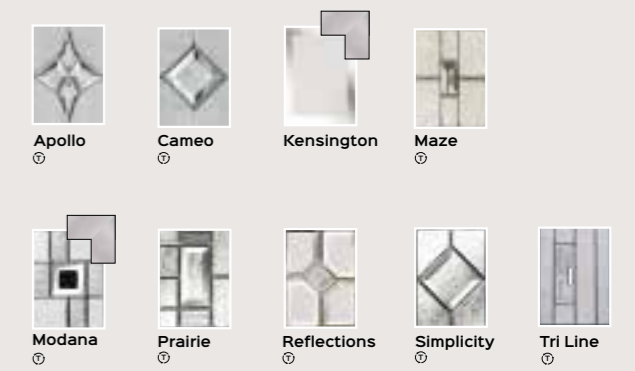 Apollo Cameo Kensington Maze
Ⓣ Ⓣ Ⓣ
Modana Prairie Reflections Simplicity Tri Line
Ⓣ Ⓣ Ⓣ Ⓣ Ⓣ